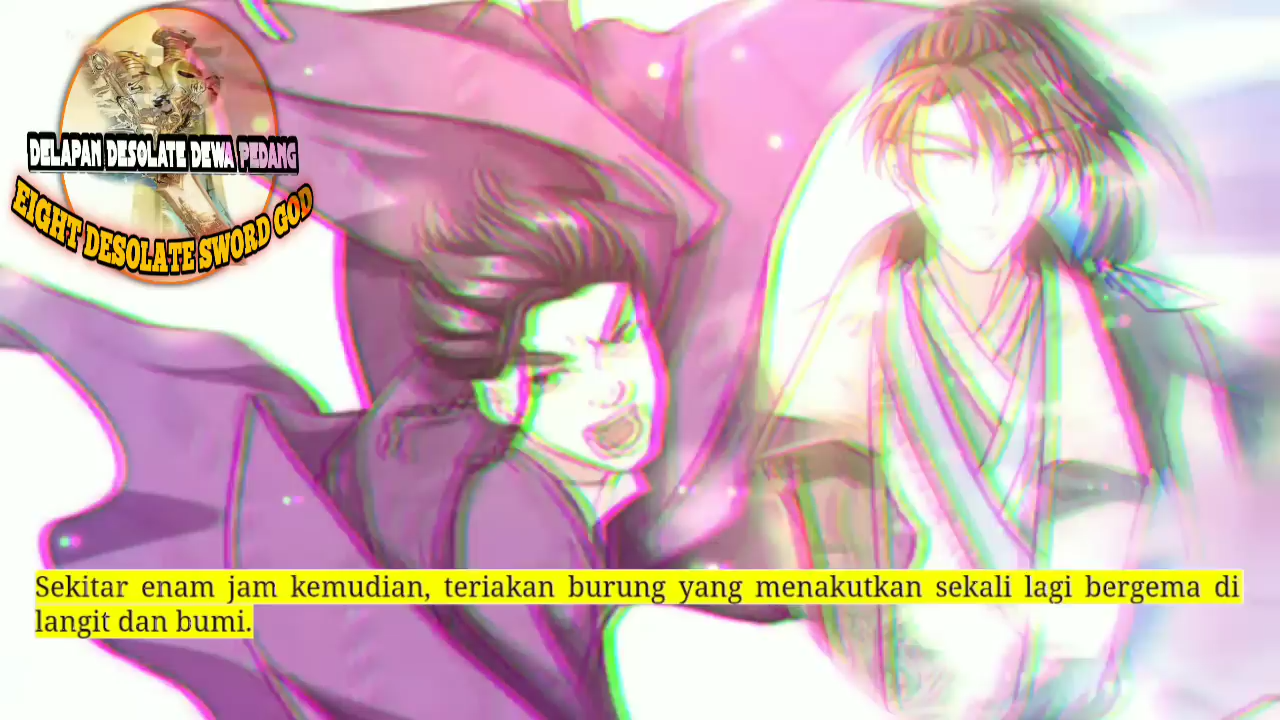 DELAPAN DESOLATE DEWA PEDANG
EIGHT DESOLATE SWORD GOD
Sekitar enam jam kemudian, teriakan burung yang menakutkan sekali lagi bergema di
langit dan bumi.